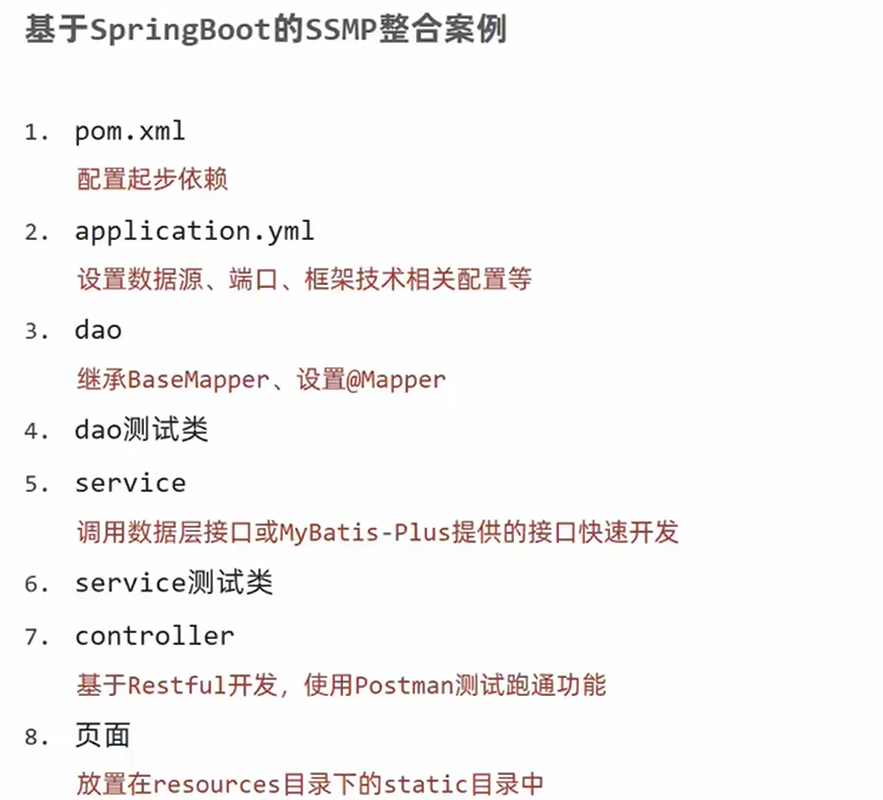 基于SpringBoot的SSMP整合案例
1. pom.xml
配置起步依赖
2. application.yml
设置数据源、端口、框架技术相关配置等
3. dao
继承BaseMapper、设置@Mapper
4. dao测试类
5. service
调用数据层接口或MyBatis-Plus提供的接口快速开发
6. service测试类
7. controller
基于Restful开发，使用Postman测试跑通功能
8. 页面
放置在resources目录下的static目录中